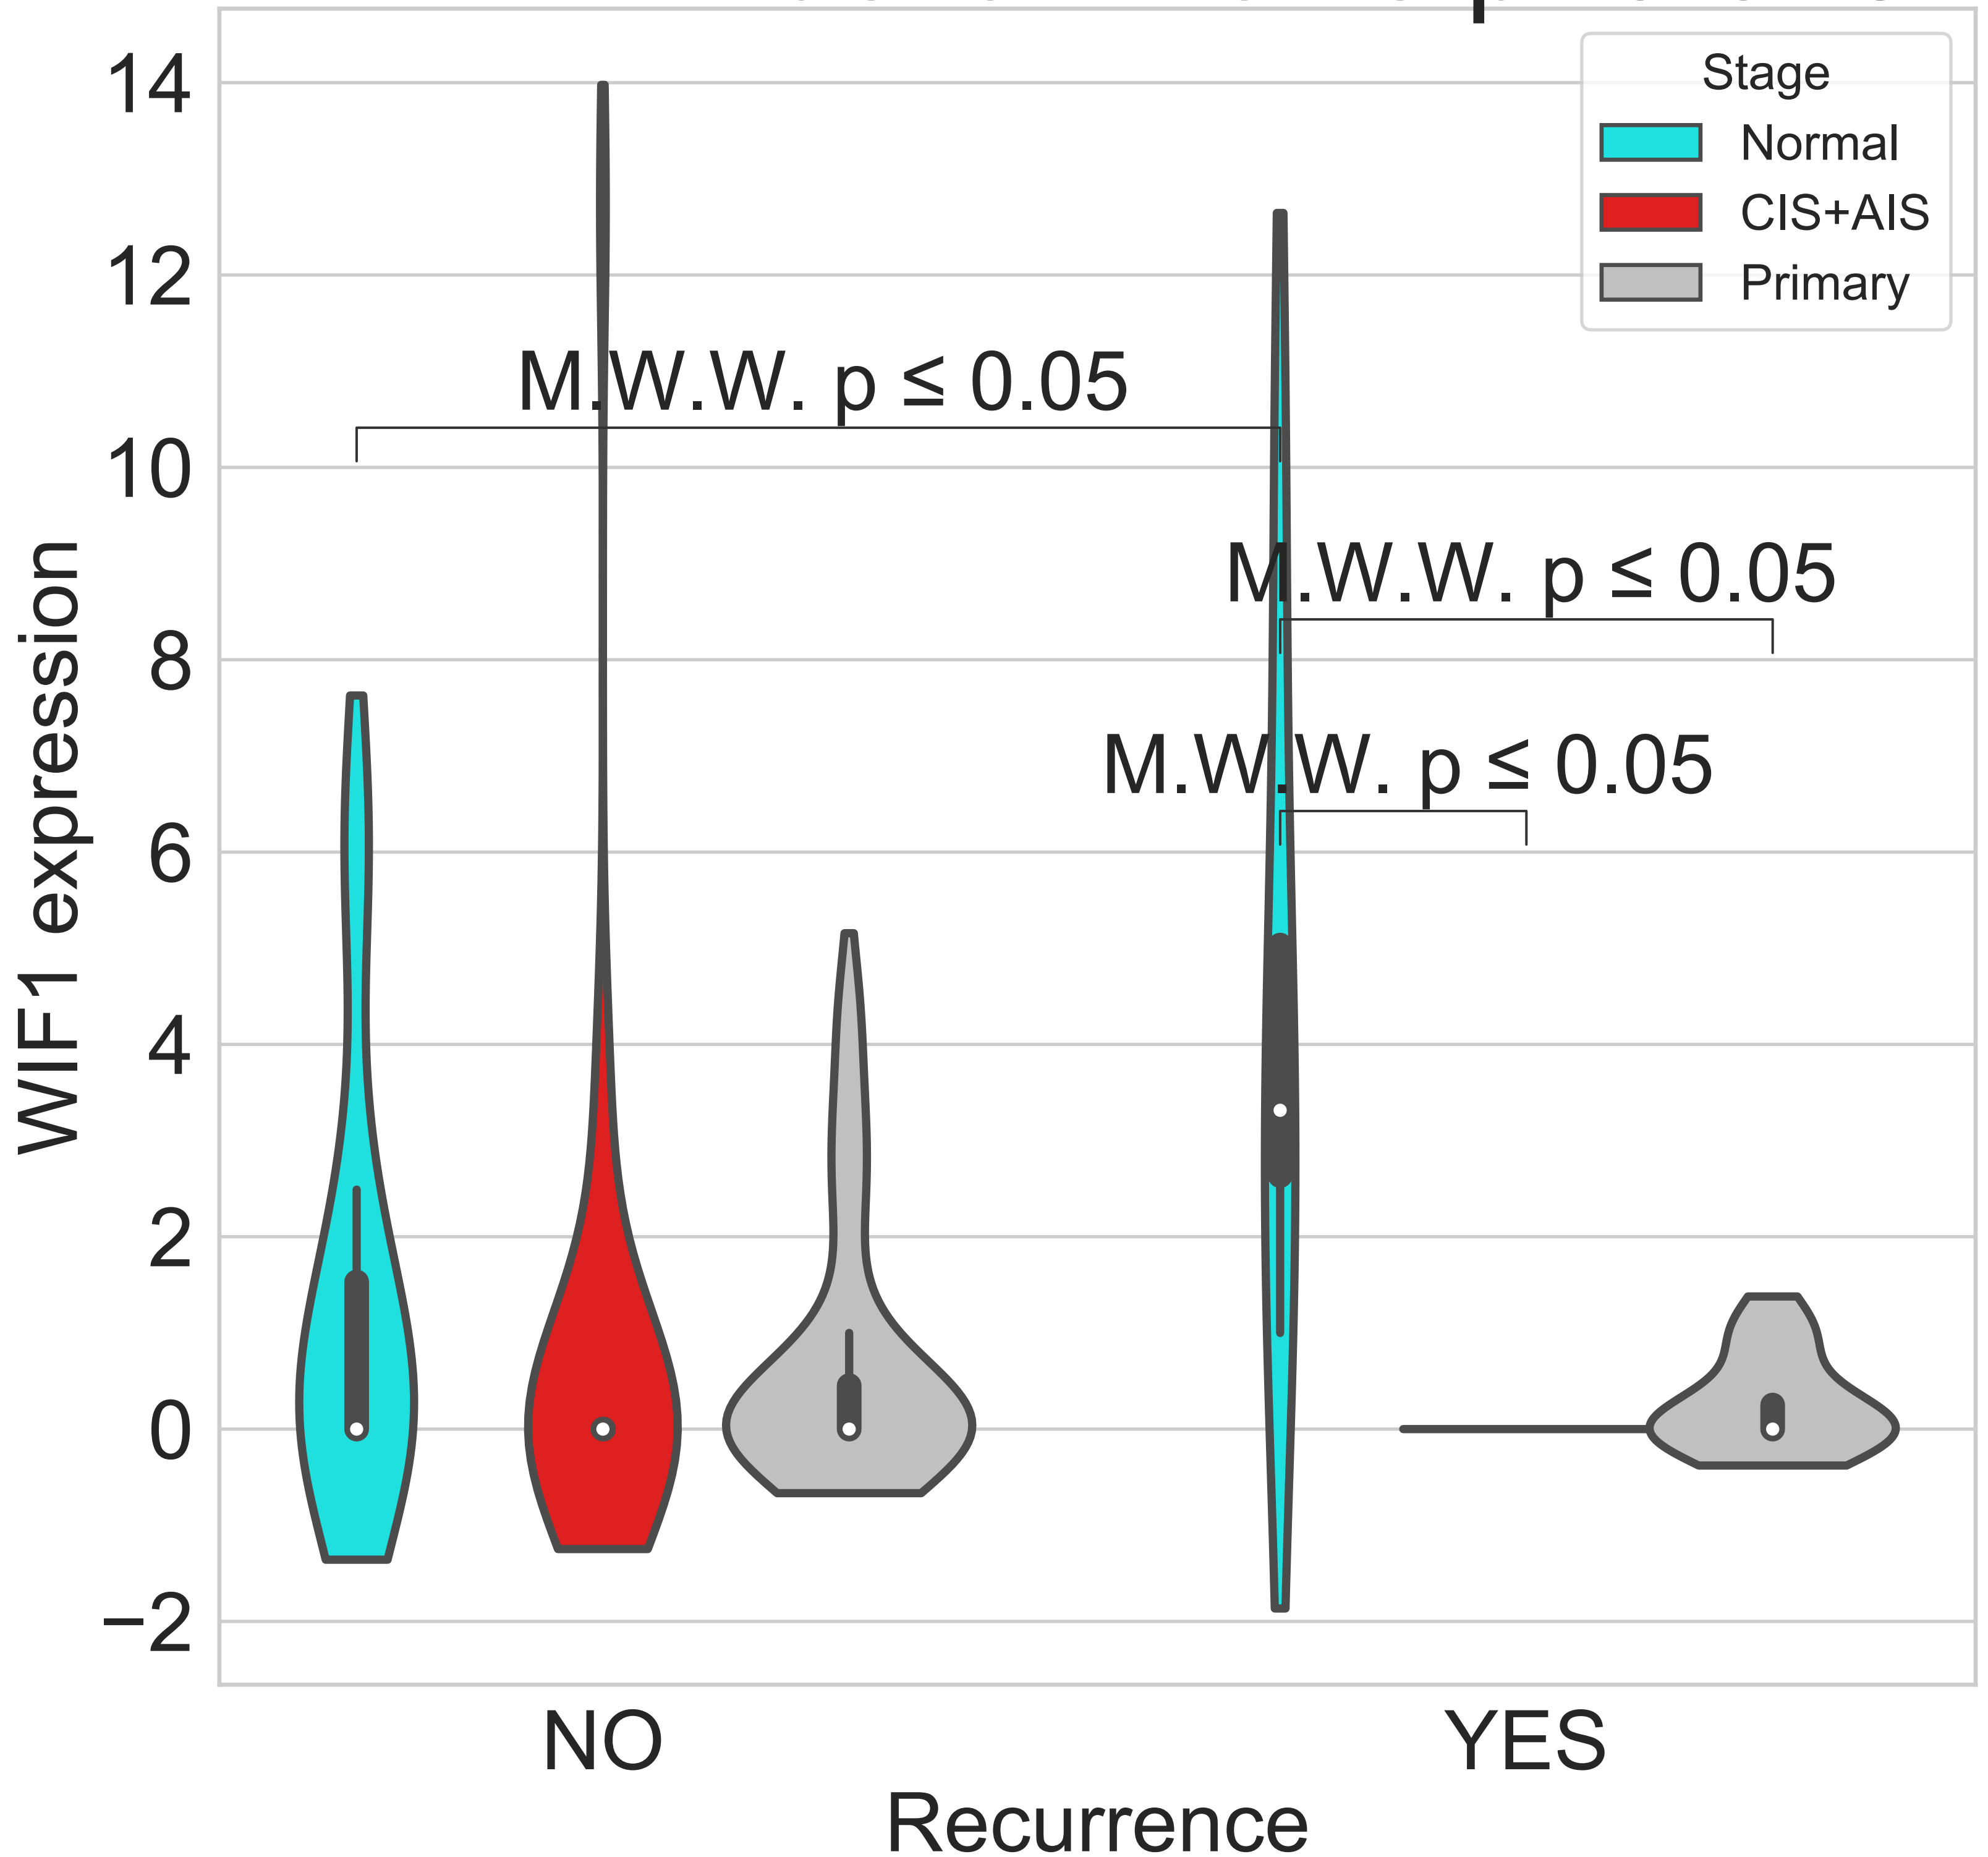 Stage
Normal
CIS+AIS
Primary
14
12
10
8
6
4
2
0
−2
WIF1 expression
M.W.W. p ≤ 0.05
M.W.W. p ≤ 0.05
M.W.W. p ≤ 0.05
NO
YES
Recurrence